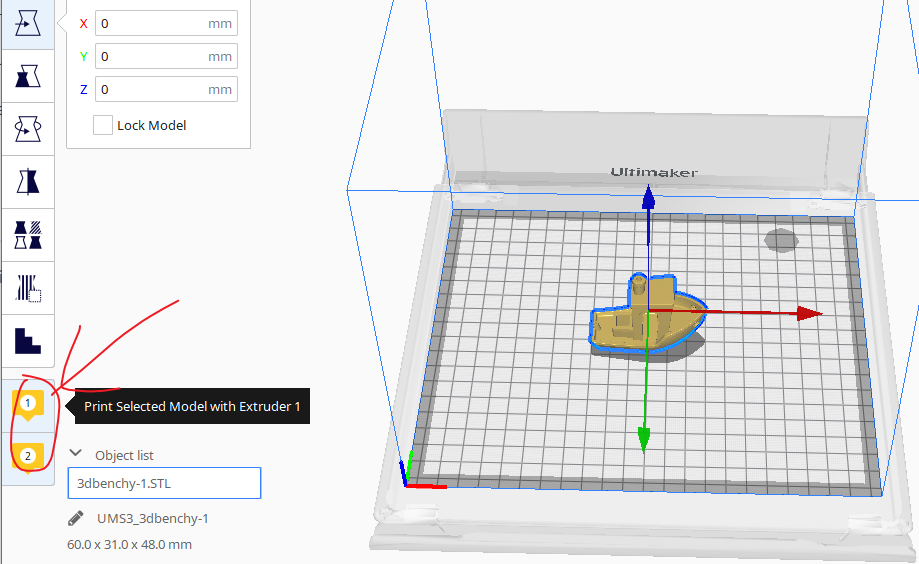 X 0 mm
Y 0 mm
Z 0 mm
Lock Model
Ultimaker
1
Print Selected Model with Extruder 1
2
Object list
3dbenchy-1.STL
UMS3_3dbenchy-1
60.0 x 31.0 x 48.0 mm